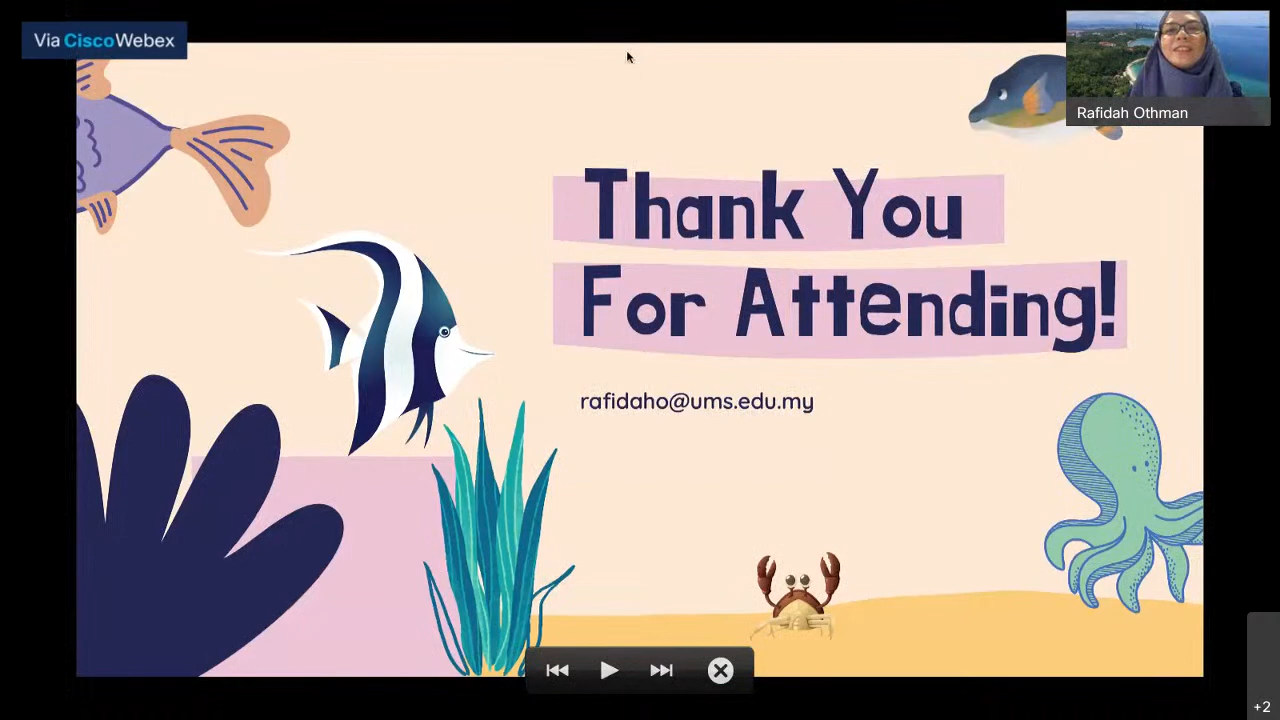 Via CiscoWebex
Rafidah Othman
Thank You
For Attending!
rafidaho@ums.edu.my
+2